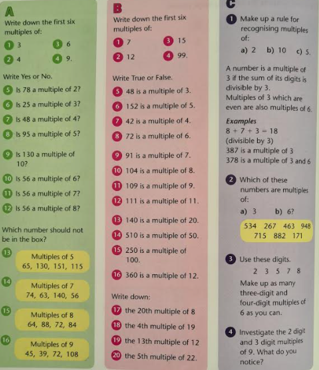 A
Write down the first six
multiples of:
1 3
3 6
2 4
4 9.
Write Yes or No.
5 Is 78 a multiple of 2?
6 Is 25 a multiple of 3?
7 Is 48 a multiple of 4?
8 Is 95 a multiple of 5?
9 Is 130 a multiple of
10?
10 Is 56 a multiple of 6?
11 Is 56 a multiple of 7?
12 Is 56 a multiple of 8?
Which number should not
be in the box?
13 Multiples of 5
65, 130, 151, 115
14 Multiples of 7
74, 63, 140, 56
15 Multiples of 8
64, 88, 72, 84
16 Multiples of 9
45, 39, 72, 108
B
Write down the first six
multiples of:
1 7
3 15
2 12
4 99.
Write True or False.
5 48 is a multiple of 3.
6 152 is a multiple of 5.
7 42 is a multiple of 4.
8 72 is a multiple of 6.
9 91 is a multiple of 7.
10 104 is a multiple of 8.
11 109 is a multiple of 9.
12 111 is a multiple of 11.
13 140 is a multiple of 20.
14 510 is a multiple of 50.
15 250 is a multiple of
100.
16 360 is a multiple of 12.
Write down:
17 the 20th multiple of 8
18 the 4th multiple of 19
19 the 13th multiple of 12
20 the 5th multiple of 22.
C
1 Make up a rule for
recognising multiples
of:
a) 2 b) 10 c) 5.
A number is a multiple of
3 if the sum of its digits is
divisible by 3.
Multiples of 3 which are
even are also multiples of 6.
Examples
8 + 7 + 3 = 18
(divisible by 3)
387 is a multiple of 3
378 is a multiple of 3 and 6
2 Which of these
numbers are multiples
of:
a) 3 b) 6?
534 267 463 948
715 882 171
3 Use these digits.
2 3 5 7 8
Make up as many
three-digit and
four-digit multiples of
6 as you can.
4 Investigate the 2 digit
and 3 digit multiples
of 9. What do you
notice?